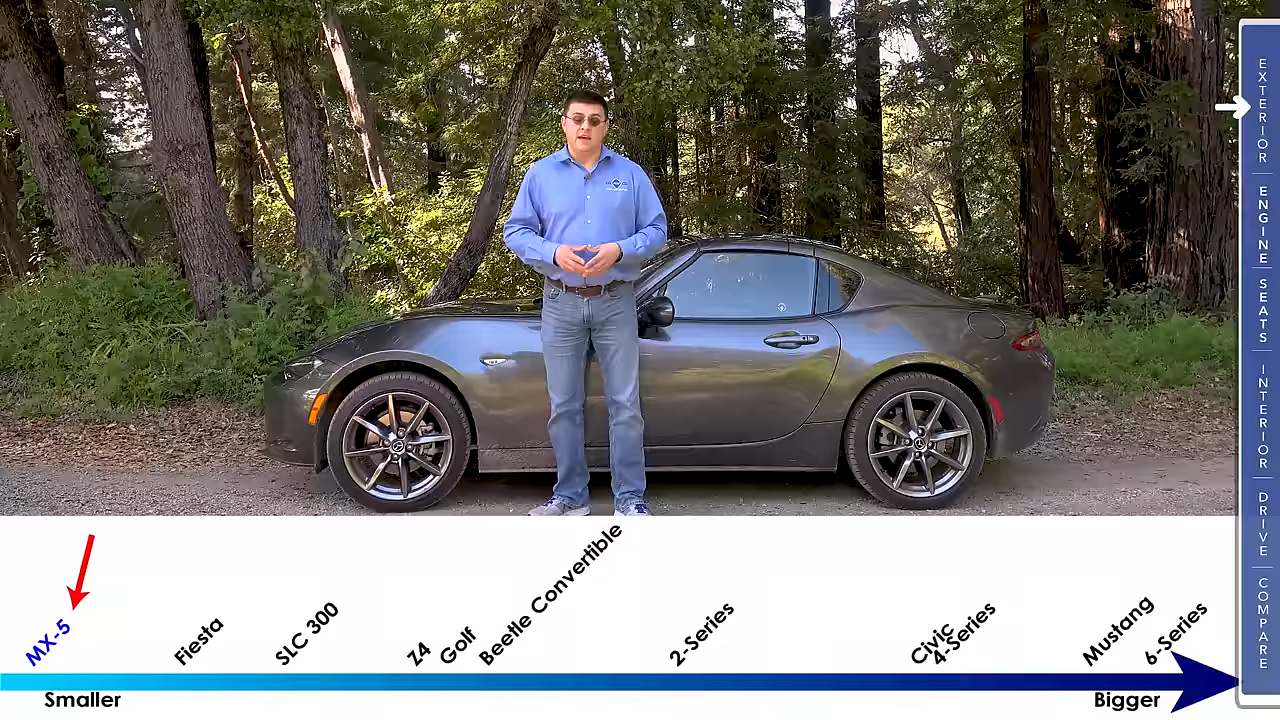 EXTERIOR
ENGINE
SEATS
INTERIOR
DRIVE
COMPARE
MX-5
Fiesta
SLC 300
Z4
Golf
Beetle Convertible
2-Series
Civic
4-Series
Mustang
6-Series
Smaller
Bigger